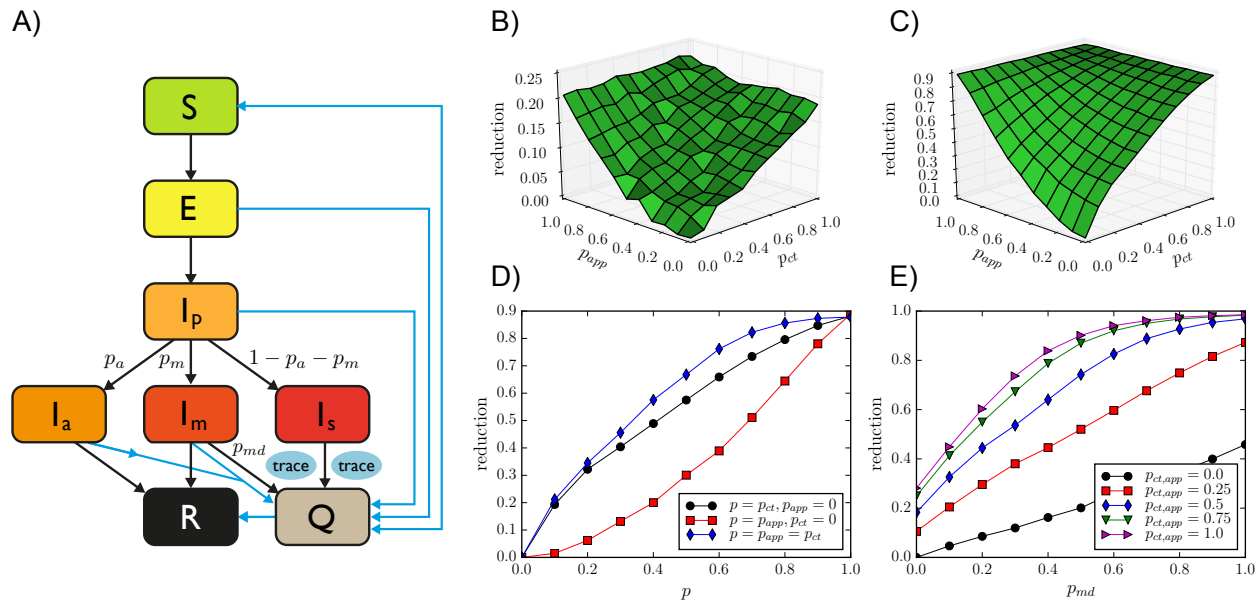 A)
S
E
I_p
p_a
p_m
1 − p_a − p_m
I_a
I_m
I_s
p_md
trace
trace
R
Q
B)
reduction
0.25
0.20
0.15
0.10
0.05
0.00
1.0
0.8
0.6
0.4
0.2
0.0
p_app
0.0
0.2
0.4
0.6
0.8
1.0
p_ct
C)
reduction
0.9
0.8
0.7
0.6
0.5
0.4
0.3
0.2
0.1
0.0
1.0
0.8
0.6
0.4
0.2
0.0
p_app
0.0
0.2
0.4
0.6
0.8
1.0
p_ct
D)
reduction
0.9
0.8
0.7
0.6
0.5
0.4
0.3
0.2
0.1
0.0
0.0 0.2 0.4 0.6 0.8 1.0
p
p = p_ct, p_app = 0
p = p_app, p_ct = 0
p = p_app = p_ct
E)
reduction
1.0
0.8
0.6
0.4
0.2
0.0
0.0 0.2 0.4 0.6 0.8 1.0
p_md
p_ct,app = 0.0
p_ct,app = 0.25
p_ct,app = 0.5
p_ct,app = 0.75
p_ct,app = 1.0